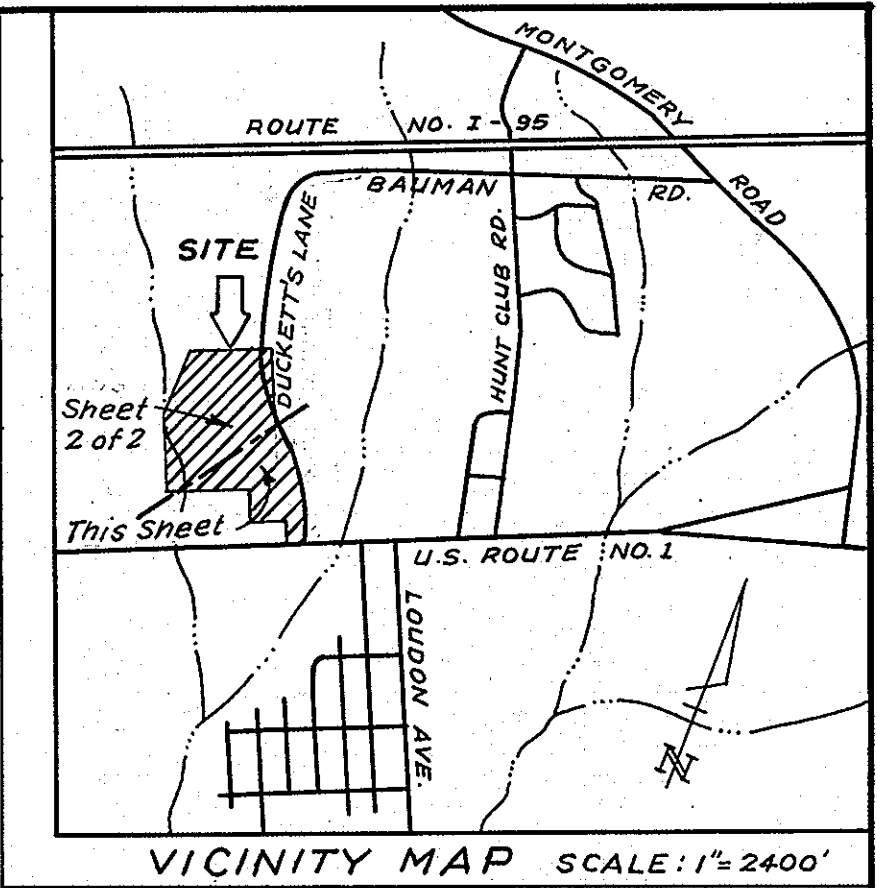 MONTGOMERY ROAD
ROUTE NO. I-95
BAUMAN RD.
SITE
DUCKETT'S LANE
HUNT CLUB RD.
Sheet
2 of 2
This Sheet
U.S. ROUTE NO. 1
LOUDON AVE.
N
VICINITY MAP SCALE: 1"= 2400'